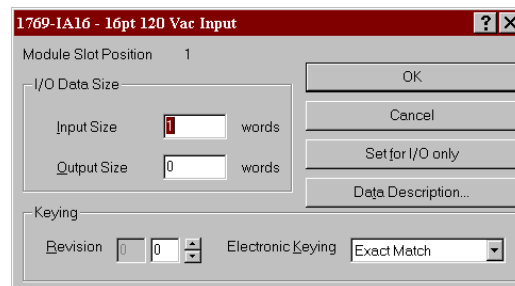 1769-IA16 - 16pt 120 Vac Input
Module Slot Position 1
I/O Data Size
Input Size 1 words
Output Size 0 words
OK
Cancel
Set for I/O only
Data Description...
Keying
Revision 0 0 Electronic Keying Exact Match